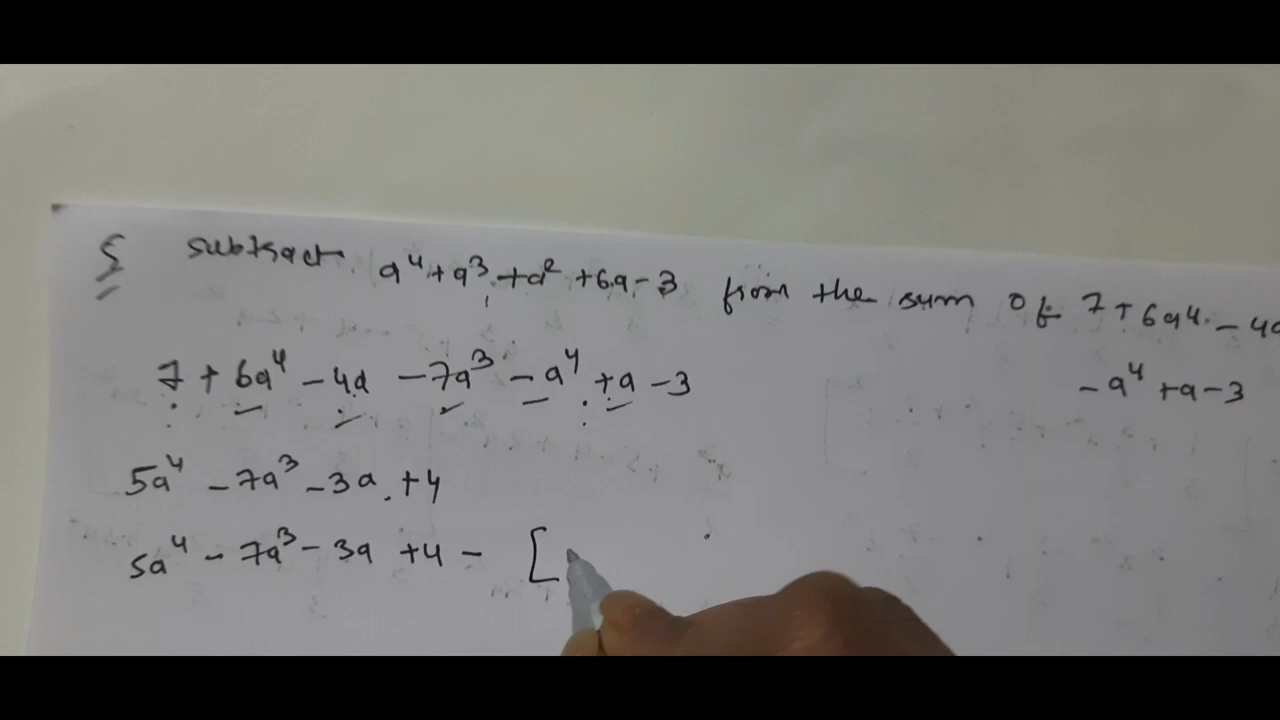 5 subtract a⁴ + a³ + a² + 6a - 3 from the sum of 7 + 6a⁴ - 4a
- a⁴ + a - 3
7 + 6a⁴ - 4a - 7a³ - a⁴ + a - 3
5a⁴ - 7a³ - 3a + 4
5a⁴ - 7a³ - 3a + 4 - [